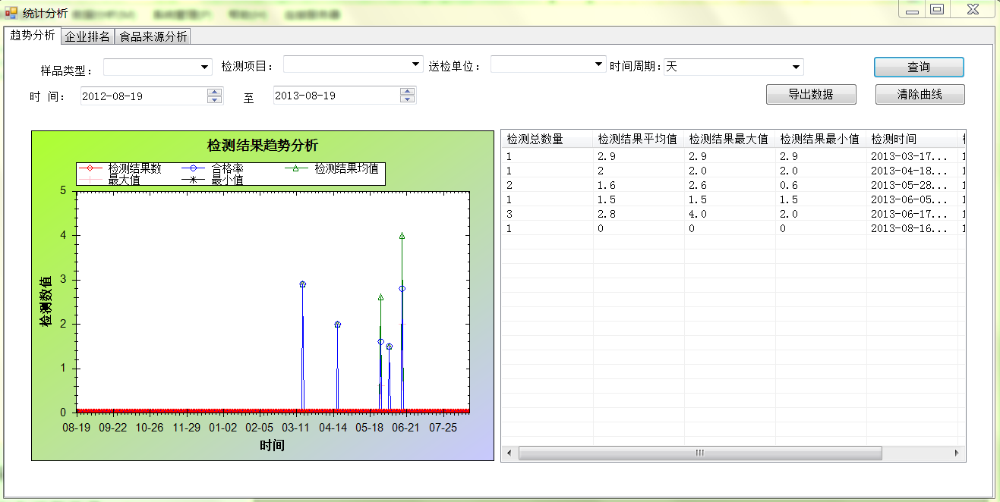 统计分析
趋势分析 企业排名 食品来源分析
样品类型： 检测项目： 送检单位： 时间周期： 天 查询
时 间： 2012-08-19 至 2013-08-19 导出数据 清除曲线
检测结果趋势分析
检测结果数 合格率 检测结果均值
最大值 最小值
5
4
3
2
1
0
检测数值
08-19 09-22 10-26 11-29 01-02 02-05 03-11 04-14 05-18 06-21 07-25
时间
检测总数量 检测结果平均值 检测结果最大值 检测结果最小值 检测时间
1 2.9 2.9 2.9 2013-03-17...
1 2 2.0 2.0 2013-04-18...
2 1.6 2.6 0.6 2013-05-28...
1 1.5 1.5 1.5 2013-06-05...
3 2.8 4.0 2.0 2013-06-17...
1 0 0 0 2013-08-16...